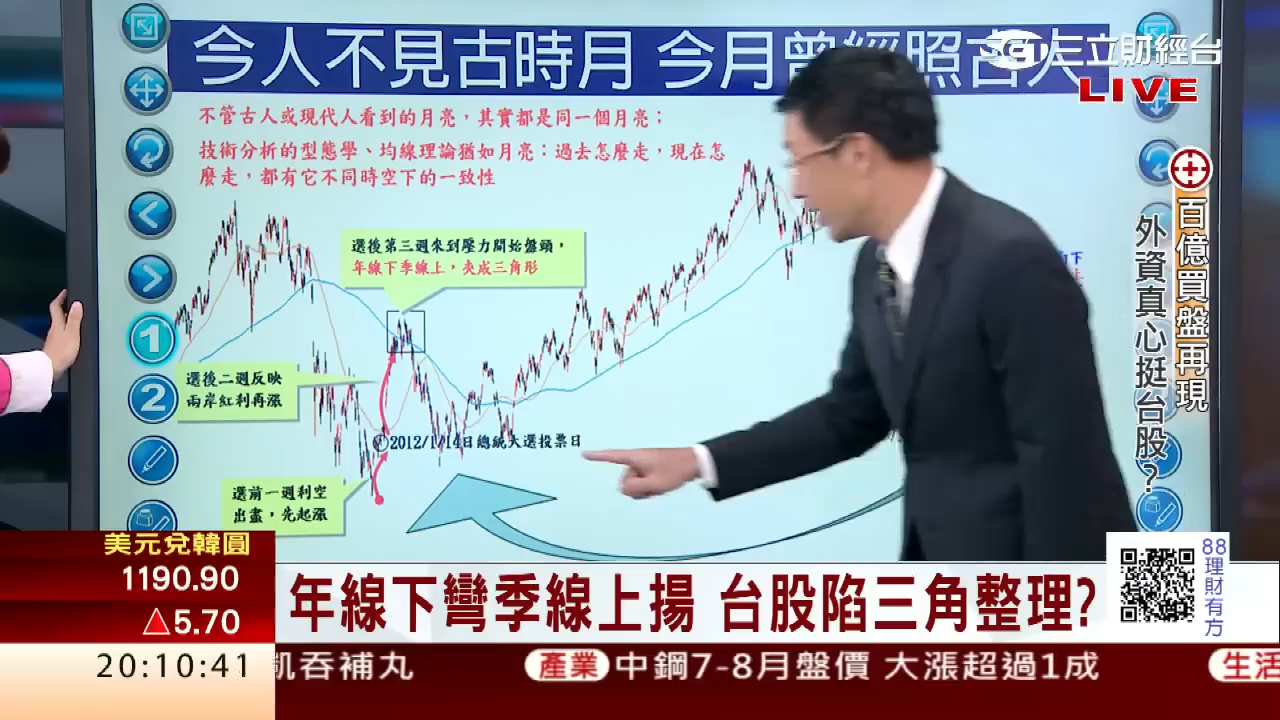 今人不見古時月 今月曾經照古人
三立財經台
LIVE
不管古人或現代人看到的月亮，其實都是同一個月亮；
技術分析的型態學、均線理論猶如月亮：過去怎麼走，現在怎
麼走，都有它不同時空下的一致性
選後第三週來到壓力開始盤頭，
年線下季線上，夾成三角形
選後二週反映
兩岸紅利再漲
2012/1/14日總統大選投票日
選前一週利空
出盡，先起漲
1
2
百億買盤再現
外資真心挺台股?
美元兌韓圓
1190.90
△5.70
年線下彎季線上揚 台股陷三角整理?
88理財有方
20:10:41
吞補丸
產業 中鋼7-8月盤價 大漲超過1成
生活